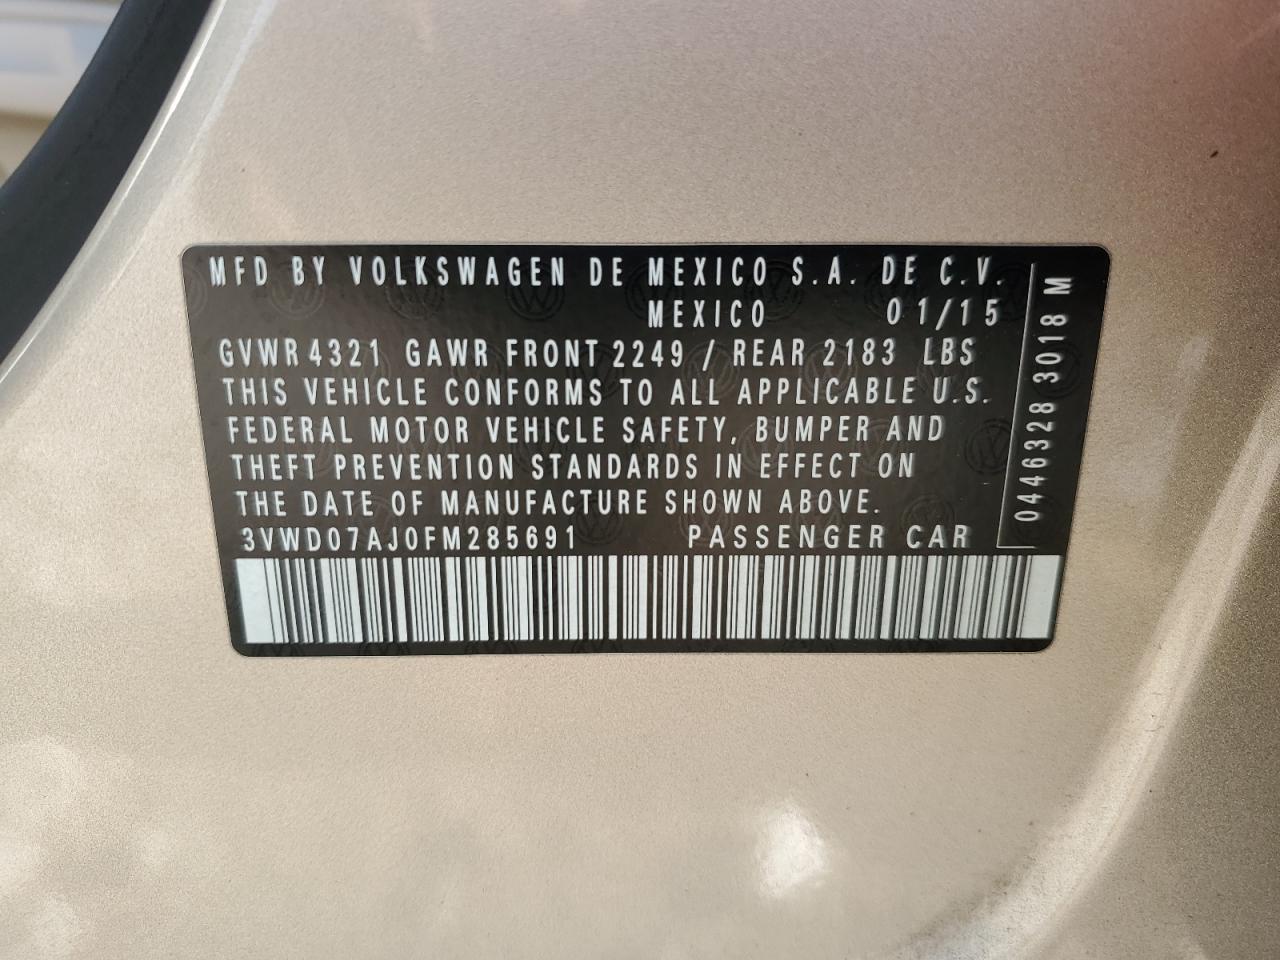 MFD BY VOLKSWAGEN DE MEXICO S.A. DE C.V.
MEXICO 01/15
GVWR 4321 GAWR FRONT 2249 / REAR 2183 LBS
THIS VEHICLE CONFORMS TO ALL APPLICABLE U.S.
FEDERAL MOTOR VEHICLE SAFETY, BUMPER AND
THEFT PREVENTION STANDARDS IN EFFECT ON
THE DATE OF MANUFACTURE SHOWN ABOVE.
3VWD07AJ0FM285691 PASSENGER CAR
0446328 3018 M